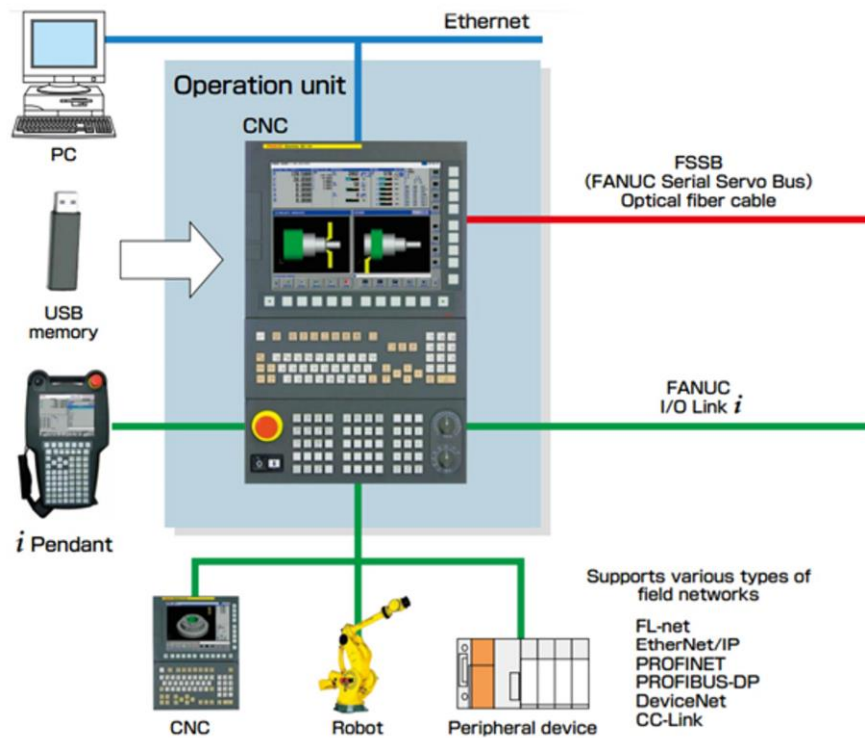 Ethernet
Operation unit
CNC
PC
FSSB
(FANUC Serial Servo Bus)
Optical fiber cable
USB
memory
FANUC
I/O Link i
i Pendant
Supports various types of
field networks
FL-net
EtherNet/IP
PROFINET
PROFIBUS-DP
DeviceNet
CC-Link
CNC
Robot
Peripheral device